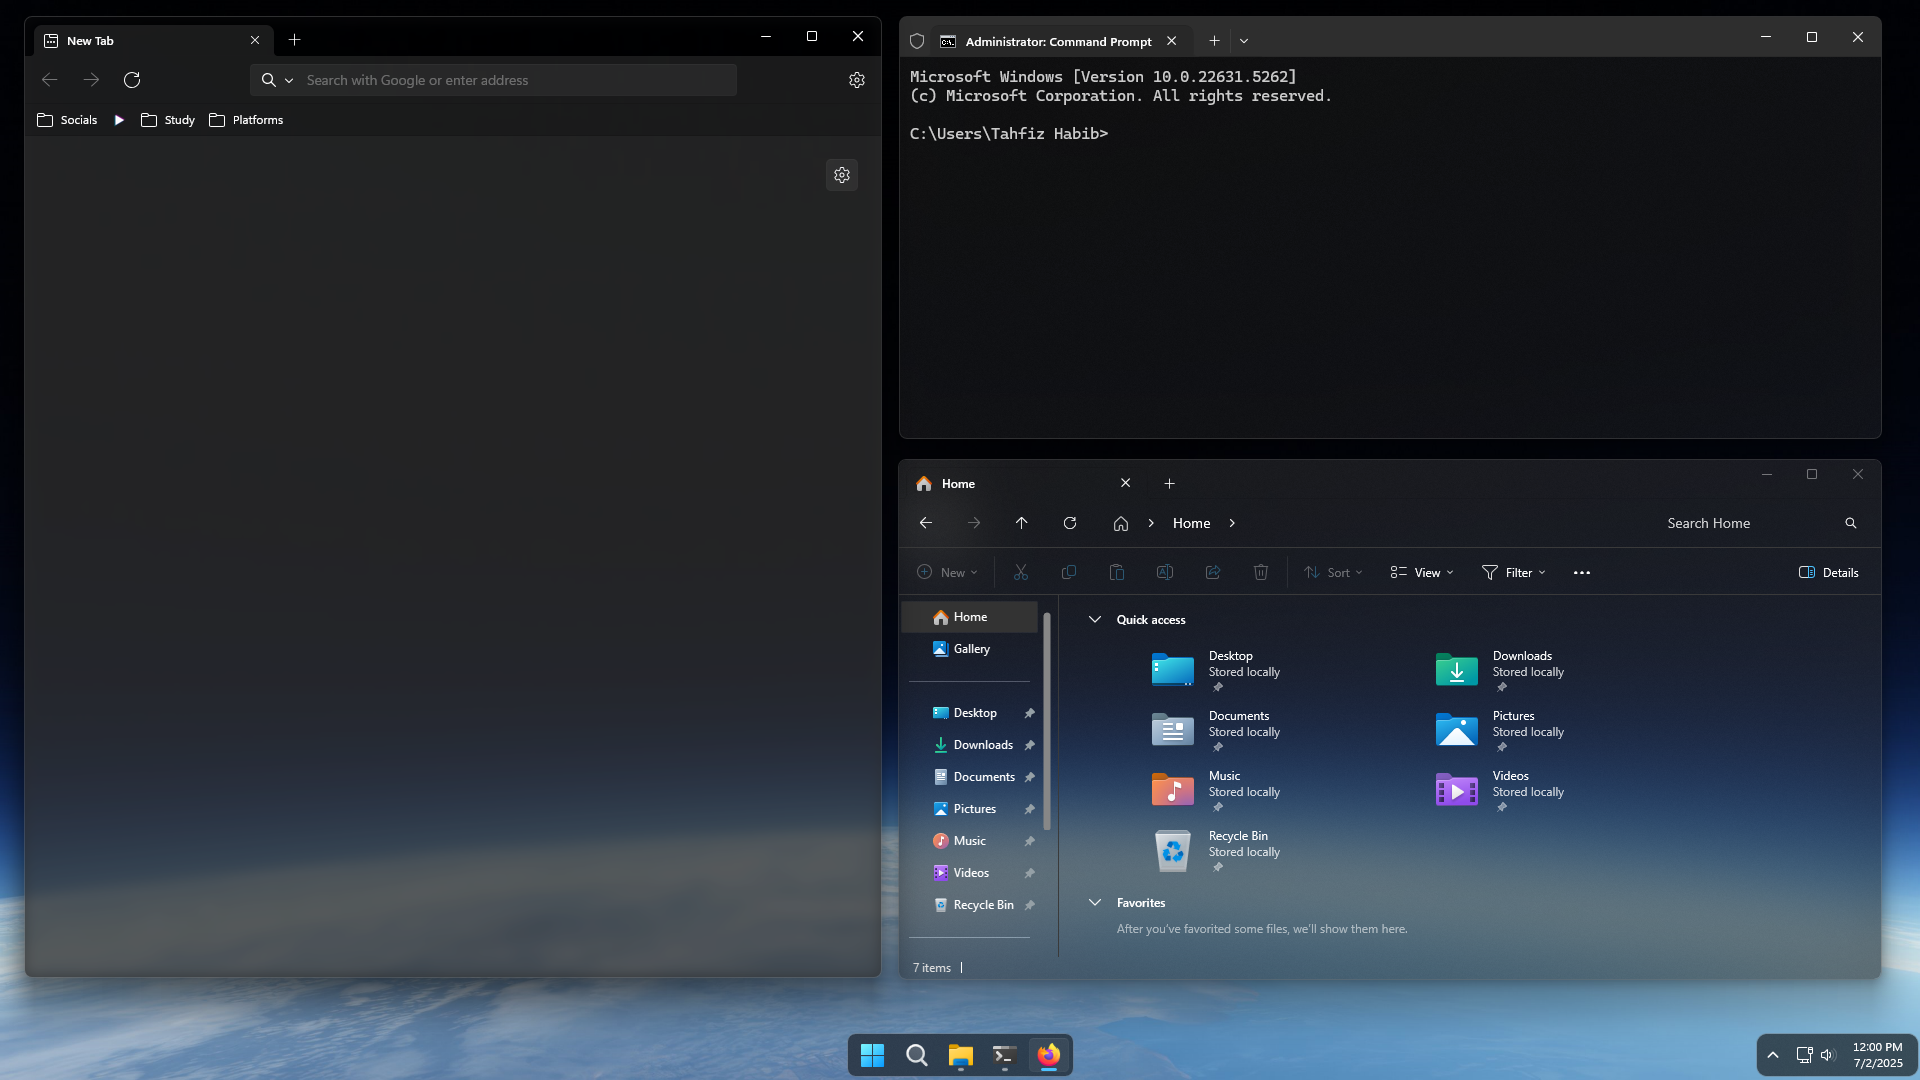 New Tab
Search with Google or enter address
Socials
Study
Platforms
Administrator: Command Prompt
Microsoft Windows [Version 10.0.22631.5262]
(c) Microsoft Corporation. All rights reserved.
C:\Users\Tahfiz Habib>
Home
Home
Search Home
New
Sort
View
Filter
Details
Home
Gallery
Desktop
Downloads
Documents
Pictures
Music
Videos
Recycle Bin
Quick access
Desktop
Stored locally
Downloads
Stored locally
Documents
Stored locally
Pictures
Stored locally
Music
Stored locally
Videos
Stored locally
Recycle Bin
Stored locally
Favorites
After you've favorited some files, we'll show them here.
7 items
12:00 PM
7/2/2025